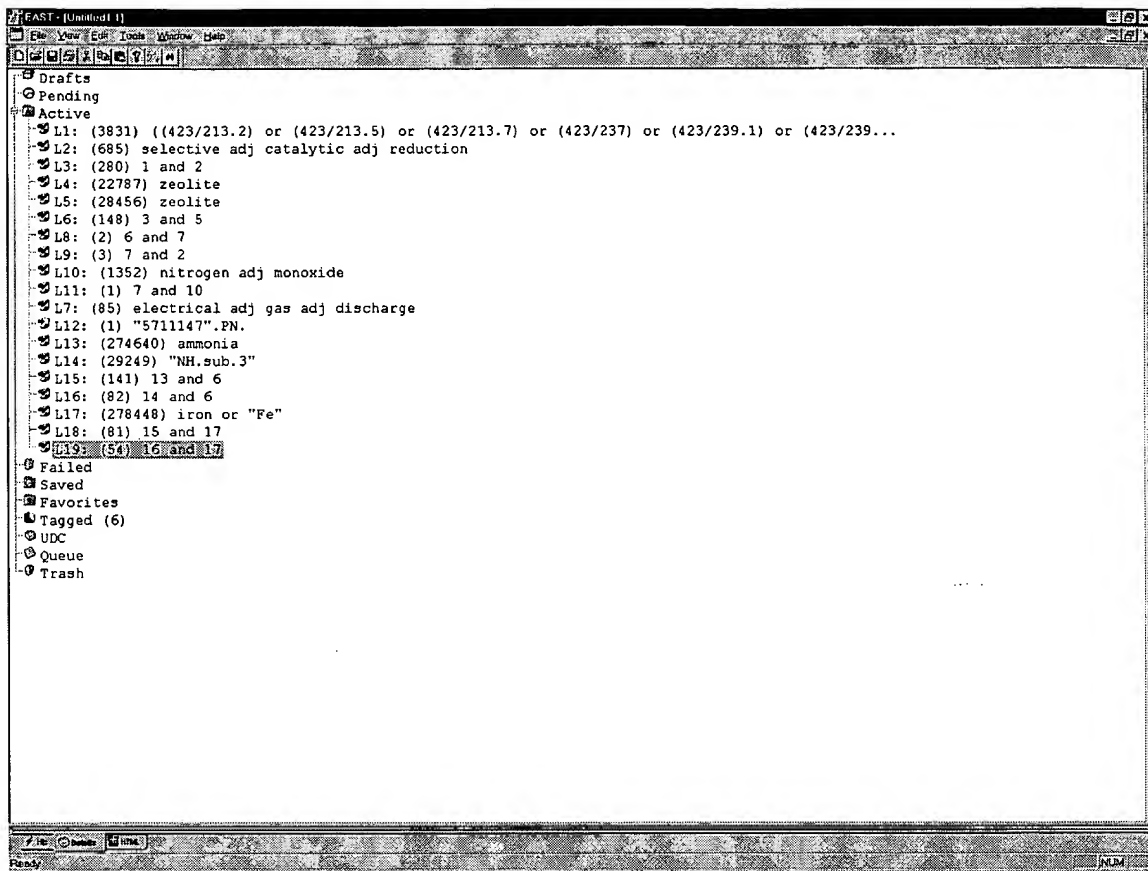 EAST - [Untitled1:1]
File View Edit Tools Window Help
Drafts
Pending
Active
L1: (3831) ((423/213.2) or (423/213.5) or (423/213.7) or (423/237) or (423/239.1) or (423/239...
L2: (685) selective adj catalytic adj reduction
L3: (280) 1 and 2
L4: (22787) zeolite
L5: (28456) zeolite
L6: (148) 3 and 5
L8: (2) 6 and 7
L9: (3) 7 and 2
L10: (1352) nitrogen adj monoxide
L11: (1) 7 and 10
L7: (85) electrical adj gas adj discharge
L12: (1) "5711147".PN.
L13: (274640) ammonia
L14: (29249) "NH.sub.3"
L15: (141) 13 and 6
L16: (82) 14 and 6
L17: (278448) iron or "Fe"
L18: (81) 15 and 17
L19: (54) 16 and 17
Failed
Saved
Favorites
Tagged (6)
UDC
Queue
Trash
Details HTML
Ready NUM